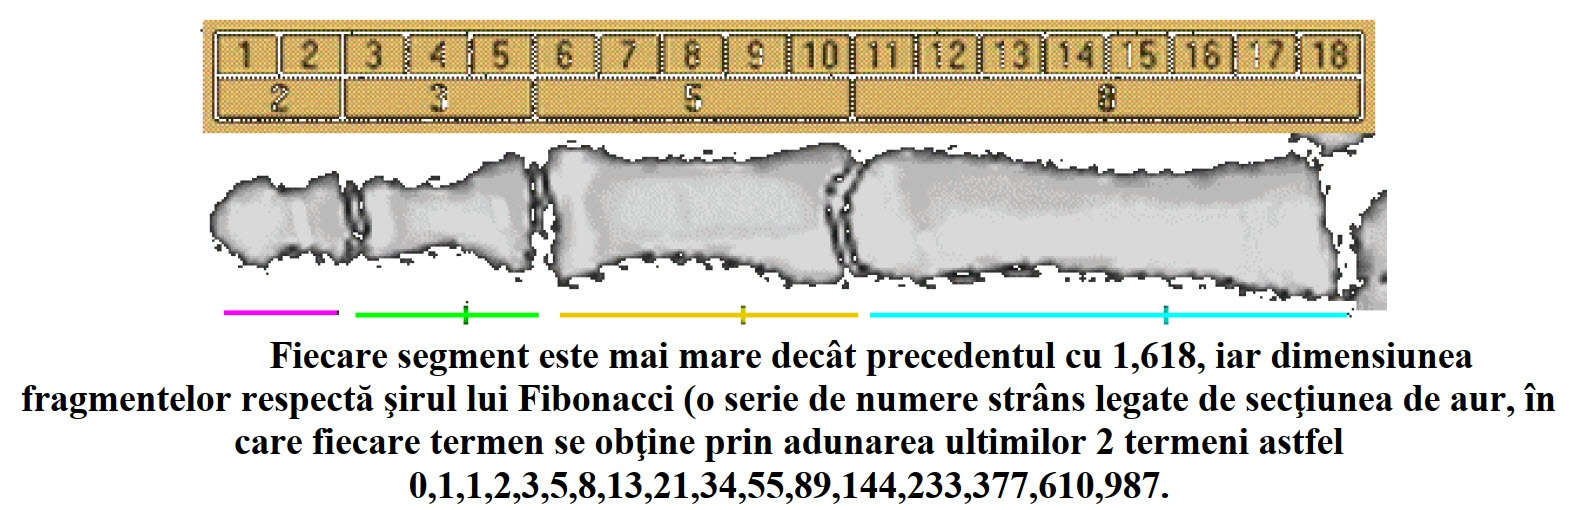 1 2 3 4 5 6 7 8 9 10 11 12 13 14 15 16 17 18
2 3 5 8
Fiecare segment este mai mare decât precedentul cu 1,618, iar dimensiunea
fragmentelor respectă şirul lui Fibonacci (o serie de numere strâns legate de secţiunea de aur, în
care fiecare termen se obţine prin adunarea ultimilor 2 termeni astfel
0,1,1,2,3,5,8,13,21,34,55,89,144,233,377,610,987.